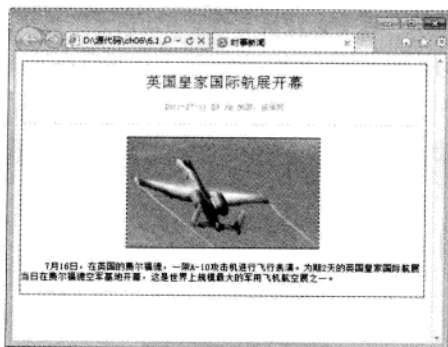 D:\源代码\ch06\6.1
时事新闻
英国皇家国际航展开幕
7月16日，在英国的费尔福德，一架A-10攻击机进行飞行表演。为期2天的英国皇家国际航展
当日在费尔福德空军基地开幕，这是世界上规模最大的军用飞机航空展之一。